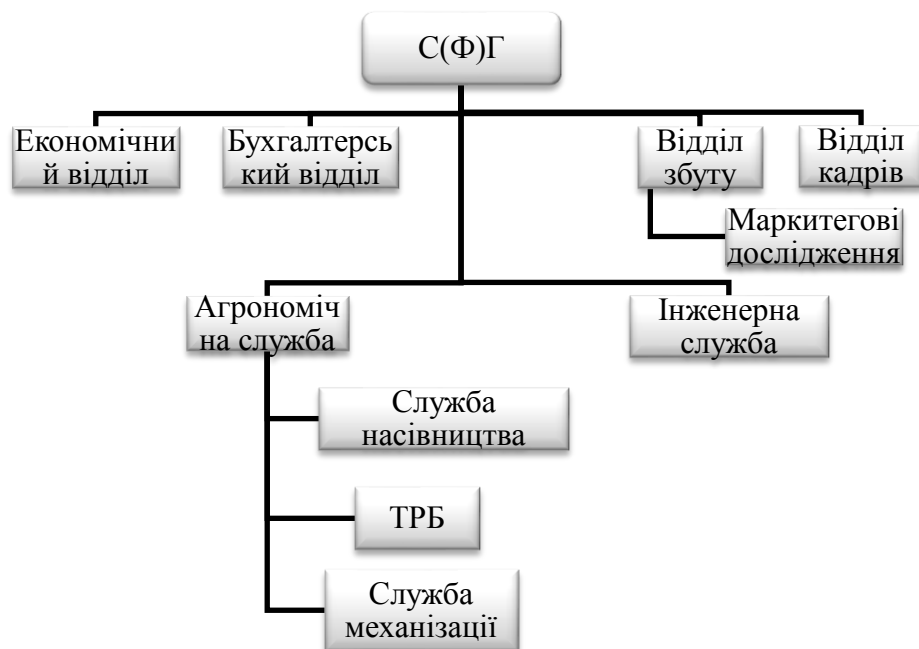 С(Ф)Г
Економічни
й відділ
Бухгалтерсь
кий відділ
Відділ
збуту
Відділ
кадрів
Маркитегові
дослідження
Агрономіч
на служба
Інженерна
служба
Служба
насівництва
ТРБ
Служба
механізації